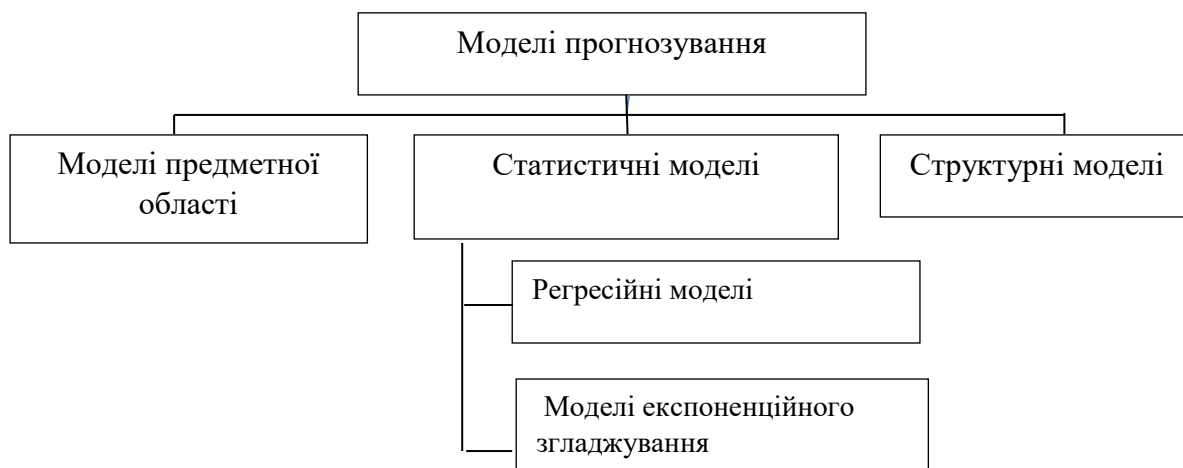 Моделі прогнозування
Моделі предметної
області
Статистичні моделі
Структурні моделі
Регресійні моделі
Моделі експоненційного
згладжування